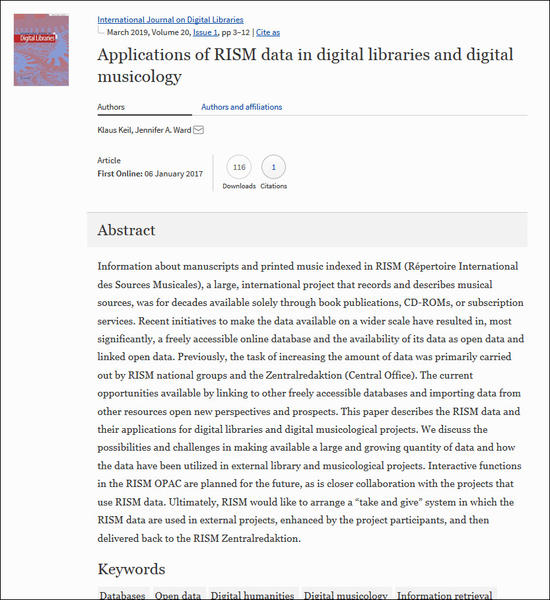 International Journal on Digital Libraries
March 2019, Volume 20, Issue 1, pp 3–12 | Cite as
Applications of RISM data in digital libraries and digital
musicology
Authors Authors and affiliations
Klaus Keil, Jennifer A. Ward
Article
First Online: 06 January 2017
116 1
Downloads Citations
Abstract
Information about manuscripts and printed music indexed in RISM (Répertoire International
des Sources Musicales), a large, international project that records and describes musical
sources, was for decades available solely through book publications, CD-ROMs, or subscription
services. Recent initiatives to make the data available on a wider scale have resulted in, most
significantly, a freely accessible online database and the availability of its data as open data and
linked open data. Previously, the task of increasing the amount of data was primarily carried
out by RISM national groups and the Zentralredaktion (Central Office). The current
opportunities available by linking to other freely accessible databases and importing data from
other resources open new perspectives and prospects. This paper describes the RISM data and
their applications for digital libraries and digital musicological projects. We discuss the
possibilities and challenges in making available a large and growing quantity of data and how
the data have been utilized in external library and musicological projects. Interactive functions
in the RISM OPAC are planned for the future, as is closer collaboration with the projects that
use RISM data. Ultimately, RISM would like to arrange a “take and give” system in which the
RISM data are used in external projects, enhanced by the project participants, and then
delivered back to the RISM Zentralredaktion.
Keywords
Databases Open data Digital humanities Digital musicology Information retrieval
Digital Libraries